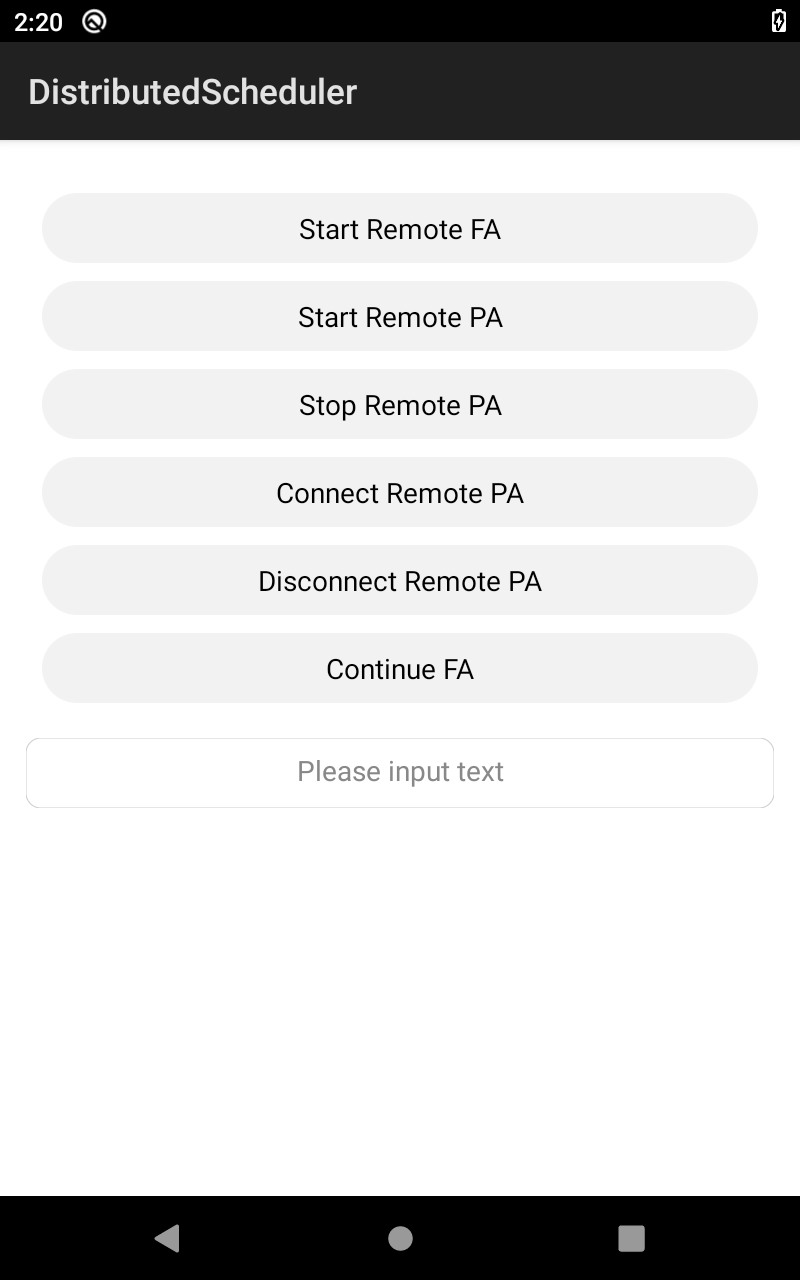 2:20
DistributedScheduler
Start Remote FA
Start Remote PA
Stop Remote PA
Connect Remote PA
Disconnect Remote PA
Continue FA
Please input text